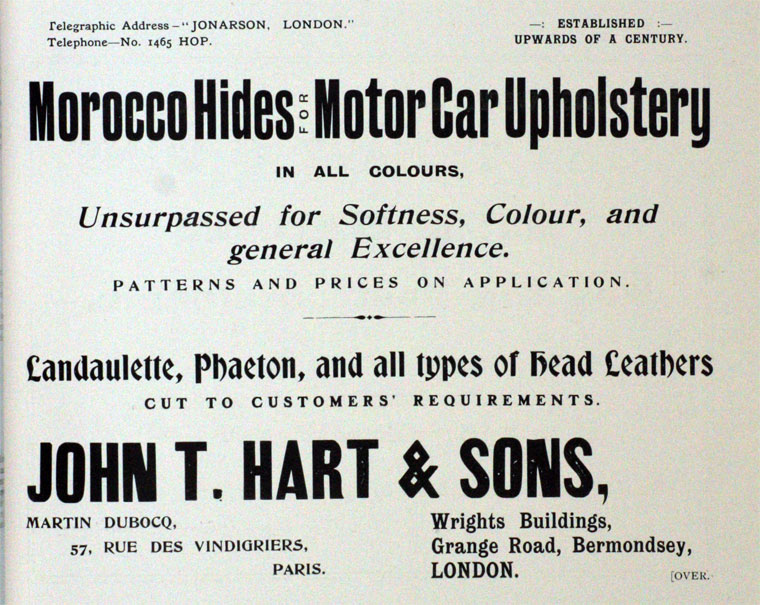 Telegraphic Address—"JONARSON, LONDON."
Telephone—No. 1465 HOP.
—: ESTABLISHED :—
UPWARDS OF A CENTURY.
Morocco Hides FOR Motor Car Upholstery
IN ALL COLOURS,
Unsurpassed for Softness, Colour, and
general Excellence.
PATTERNS AND PRICES ON APPLICATION.
Landaulette, Phaeton, and all types of Head Leathers
CUT TO CUSTOMERS' REQUIREMENTS.
JOHN T. HART & SONS,
MARTIN DUBOCQ,
57, RUE DES VINDIGRIERS,
PARIS.
Wrights Buildings,
Grange Road, Bermondsey,
LONDON.
[OVER.